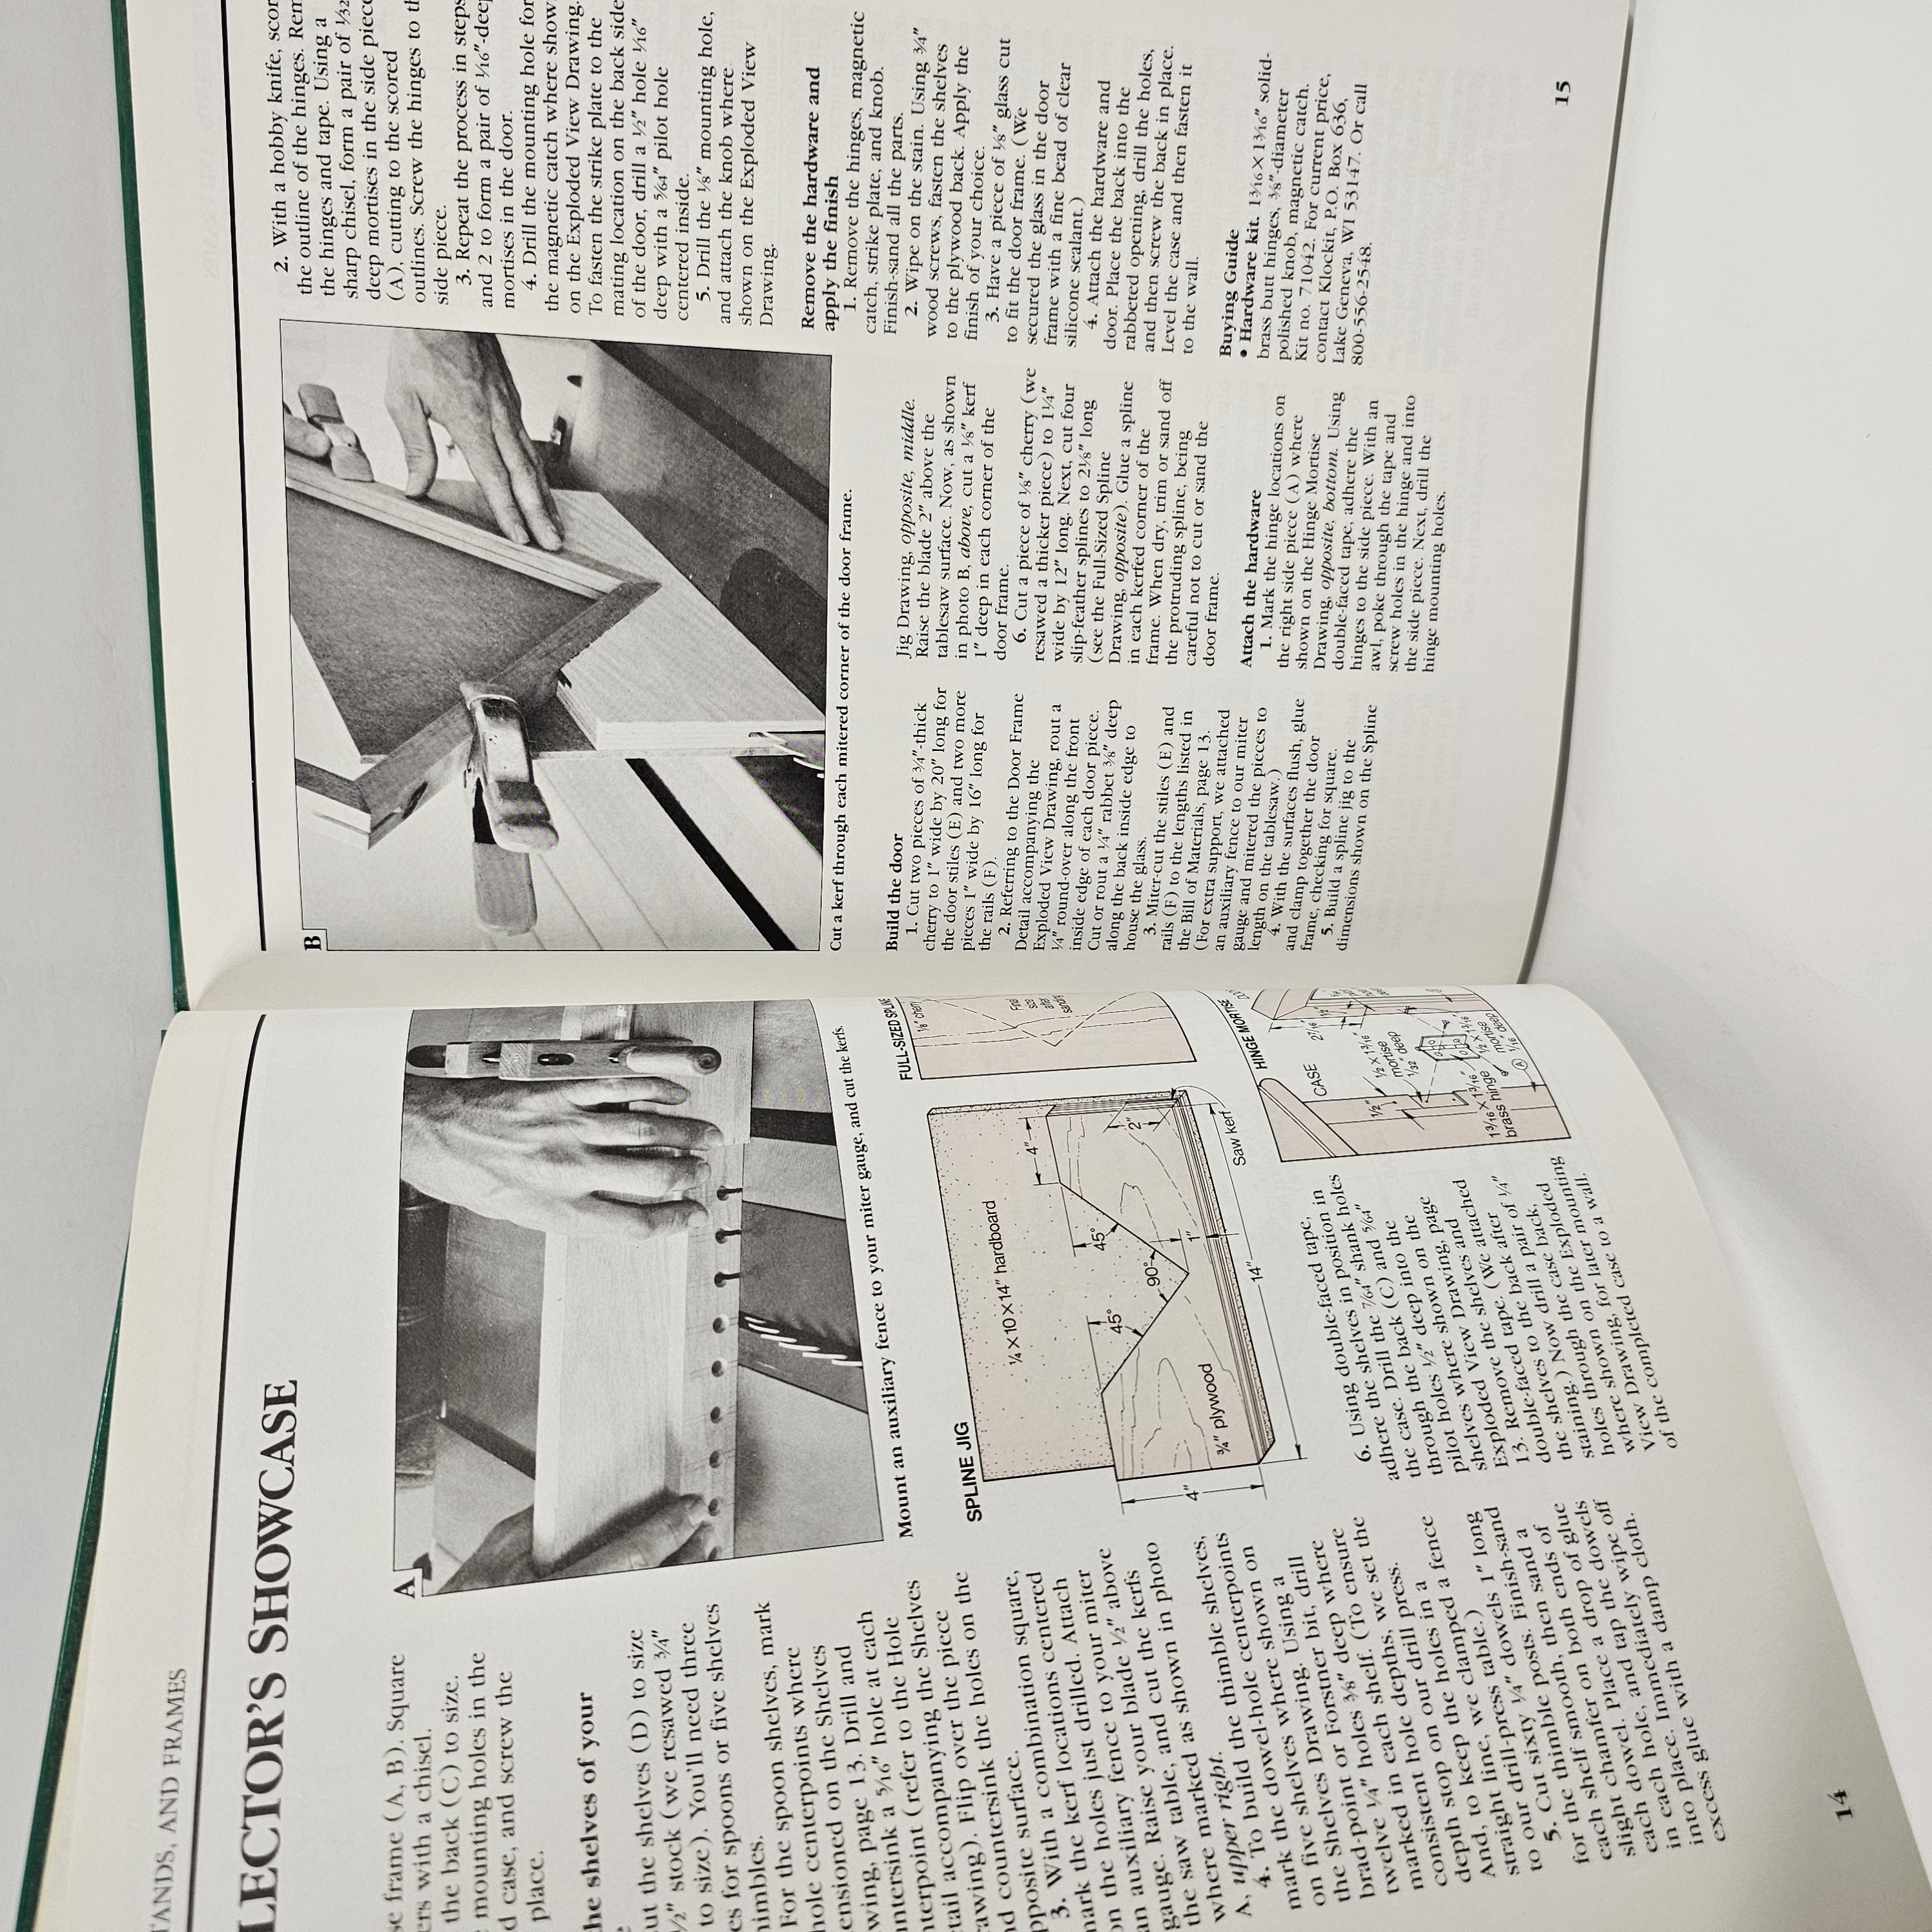 TANDS, AND FRAMES
LECTOR'S SHOWCASE
se frame (A, B). Square
ers with a chisel.
the back (C) to size.
mounting holes in the
d case, and screw the
place.
the shelves of your
ut the shelves (D) to size
1/2" stock (we resawed 3/4"
to size). You'll need three
es for spoons or five shelves
himbles.
For the spoon shelves, mark
hole centerpoints where
ensioned on the Shelves
wing, page 13. Drill and
ntersink a 5/16" hole at each
nterpoint (refer to the Hole
etail accompanying the Shelves
rawing). Flip over the piece
nd countersink the holes on the
pposite surface.
3. With a combination square,
mark the kerf locations centered
on the holes just drilled. Attach
an auxiliary fence to your miter
gauge. Raise your blade 1/2" above
the saw table, and cut the kerfs
where marked as shown in photo
A, upper right.
4. To build the thimble shelves,
mark the dowel-hole centerpoints
on five shelves where shown on
the Shelves Drawing. Using a
brad-point or Forstner bit, drill
twelve 1/4" holes 3/8" deep where
marked in each shelf. (To ensure
consistent hole depths, we set the
depth stop on our drill press.
And, to keep the holes in a
straight line, we clamped a fence
to our drill-press table.)
5. Cut sixty 1/4" dowels 1" long
for the thimble posts. Finish-sand
each shelf smooth, then sand a
slight chamfer on both ends of
each dowel. Place a drop of glue
in each hole, and tap the dowels
into place. Immediately wipe off
excess glue with a damp cloth.
14
A
Mount an auxiliary fence to your miter gauge, and cut the kerfs.
SPLINE JIG
1/4 × 10 × 14" hardboard
4"
45°
45°
90°
2"
1"
4"
3/4" plywood
Saw kerf
14"
FULL-SIZED SPLINE
1/8" cherry
Final
size
after
sanding
6. Using double-faced tape,
adhere the shelves in position in
the case. Drill the 7/64" shank holes
through the back (C) and 5/64"
pilot holes 1/2" deep into the
shelves where shown on the
Exploded View Drawing, page
13. Remove the shelves and
double-faced tape. (We attached
the shelves to the back after
staining.) Now drill a pair of 1/4"
holes through the case back,
where shown on the Exploded
View Drawing, for later mounting
of the completed case to a wall.
HINGE MORTISE
CASE
2 7/16"
1/2"
1/2"
1/2 × 1 3/16"
mortise
1/32" deep
1 3/16 × 1 3/16"
brass hinge
1/2 × 1 3/16"
mortise
1/16" deep
A
B
Cut a kerf through each mitered corner of the door frame.
Build the door
1. Cut two pieces of 3/4"-thick
cherry to 1" wide by 20" long for
the door stiles (E) and two more
pieces 1" wide by 16" long for
the rails (F).
2. Referring to the Door Frame
Detail accompanying the
Exploded View Drawing, rout a
1/4" round-over along the front
inside edge of each door piece.
Cut or rout a 1/4" rabbet 3/8" deep
along the back inside edge to
house the glass.
3. Miter-cut the stiles (E) and
rails (F) to the lengths listed in
the Bill of Materials, page 13.
(For extra support, we attached
an auxiliary fence to our miter
gauge and mitered the pieces to
length on the tablesaw.)
4. With the surfaces flush, glue
and clamp together the door
frame, checking for square.
5. Build a spline jig to the
dimensions shown on the Spline
Jig Drawing, opposite, middle.
Raise the blade 2" above the
tablesaw surface. Now, as shown
in photo B, above, cut a 1/8" kerf
1" deep in each corner of the
door frame.
6. Cut a piece of 1/8" cherry (we
resawed a thicker piece) to 1 1/4"
wide by 12" long. Next, cut four
slip-feather splines to 2 1/8" long
(see the Full-Sized Spline
Drawing, opposite). Glue a spline
in each kerfed corner of the
frame. When dry, trim or sand off
the protruding spline, being
careful not to cut or sand the
door frame.
Attach the hardware
1. Mark the hinge locations on
the right side piece (A) where
shown on the Hinge Mortise
Drawing, opposite, bottom. Using
double-faced tape, adhere the
hinges to the side piece. With an
awl, poke through the tape and
screw holes in the hinge and into
the side piece. Next, drill the
hinge mounting holes.
2. With a hobby knife, scor
the outline of the hinges. Rem
the hinges and tape. Using a
sharp chisel, form a pair of 1/32
deep mortises in the side piece
(A), cutting to the scored
outlines. Screw the hinges to th
side piece.
3. Repeat the process in steps
and 2 to form a pair of 1/16"-dee
mortises in the door.
4. Drill the mounting hole for
the magnetic catch where show
on the Exploded View Drawing.
To fasten the strike plate to the
mating location on the back side
of the door, drill a 1/2" hole 1/16"
deep with a 5/64" pilot hole
centered inside.
5. Drill the 1/8" mounting hole,
and attach the knob where
shown on the Exploded View
Drawing.
Remove the hardware and
apply the finish
1. Remove the hinges, magnetic
catch, strike plate, and knob.
Finish-sand all the parts.
2. Wipe on the stain. Using 3/4"
wood screws, fasten the shelves
to the plywood back. Apply the
finish of your choice.
3. Have a piece of 1/8" glass cut
to fit the door frame. (We
secured the glass in the door
frame with a fine bead of clear
silicone sealant.)
4. Attach the hardware and
door. Place the back into the
rabbeted opening, drill the holes,
and then screw the back in place.
Level the case and then fasten it
to the wall.
Buying Guide
• Hardware kit. 1 3/16 × 1 3/16" solid-
brass butt hinges, 3/8"-diameter
polished knob, magnetic catch.
Kit no. 71042. For current price,
contact Klockit, P.O. Box 636,
Lake Geneva, WI 53147. Or call
800-556-2548.
15